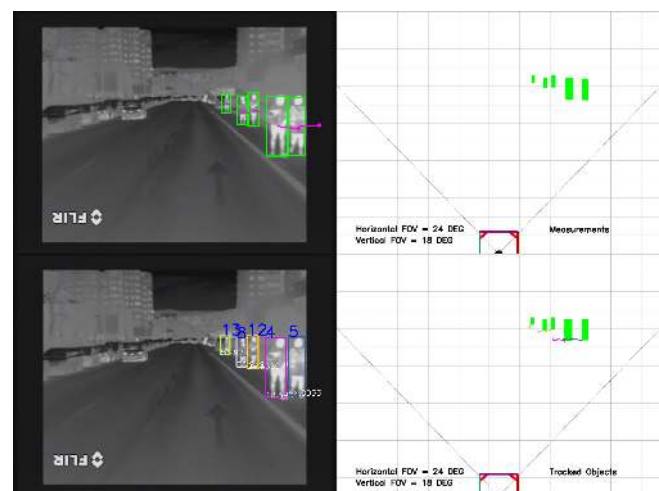 Horizontal FOV = 24 DEG
Vertical FOV = 18 DEG
Measurements
FLIR
13
8
12
4
5
Horizontal FOV = 24 DEG
Vertical FOV = 18 DEG
Tracked Objects
FLIR